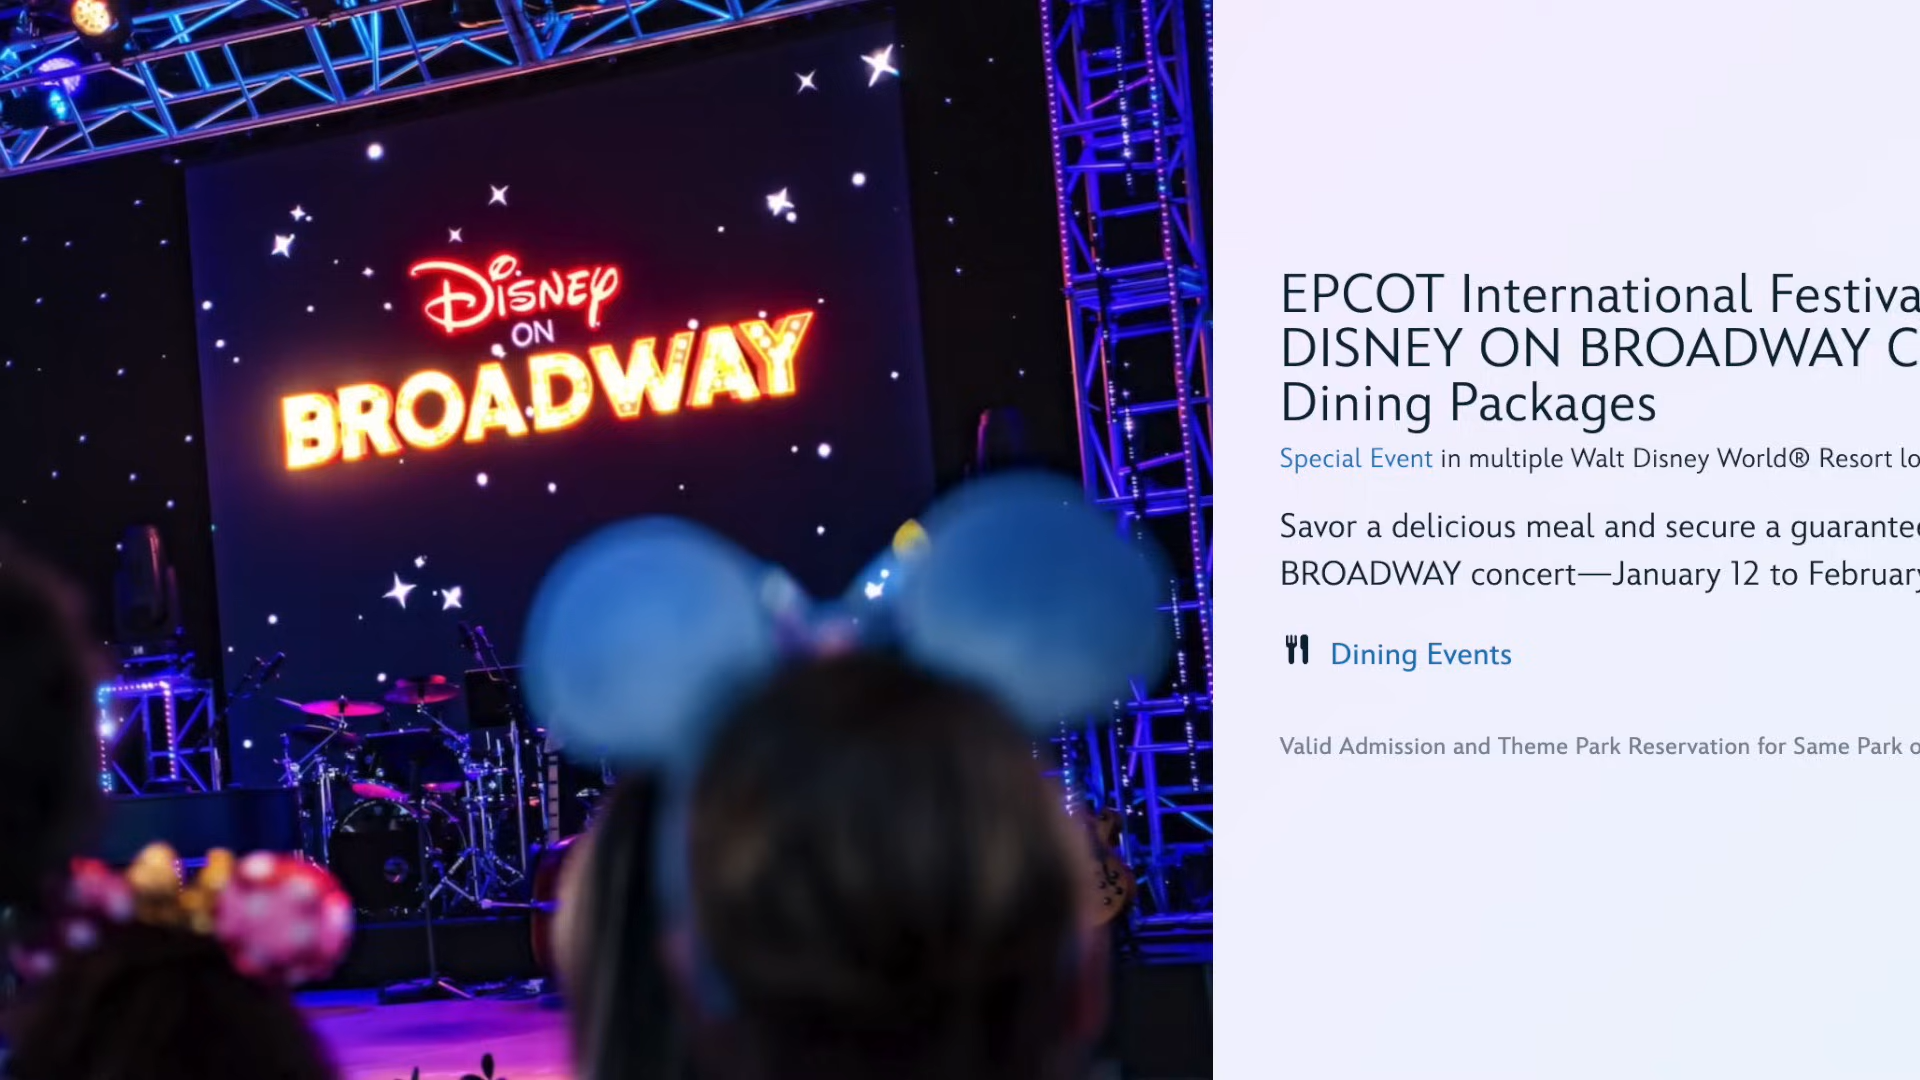 DISNEY
ON
BROADWAY
EPCOT International Festiva
DISNEY ON BROADWAY C
Dining Packages
Special Event in multiple Walt Disney World® Resort lo
Savor a delicious meal and secure a guarantee
BROADWAY concert—January 12 to February
Dining Events
Valid Admission and Theme Park Reservation for Same Park o